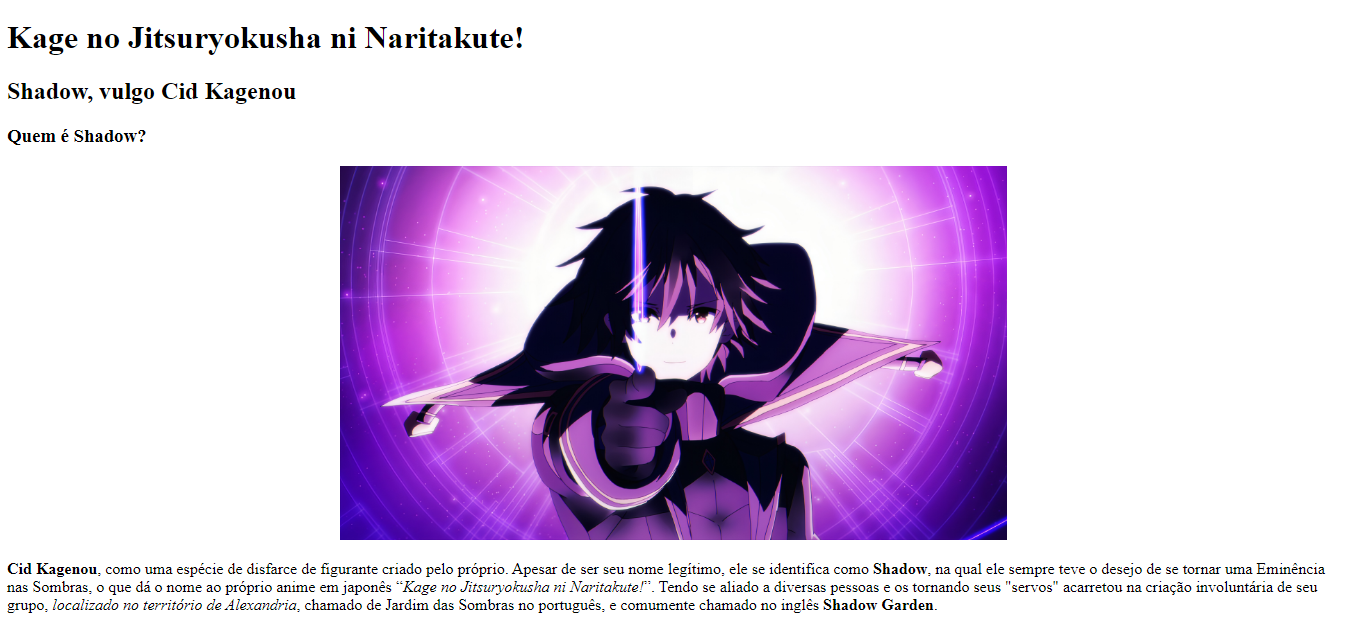 Kage no Jitsuryokusha ni Naritakute!
Shadow, vulgo Cid Kagenou
Quem é Shadow?
Cid Kagenou, como uma espécie de disfarce de figurante criado pelo próprio. Apesar de ser seu nome legítimo, ele se identifica como Shadow, na qual ele sempre teve o desejo de se tornar uma Eminência
nas Sombras, o que dá o nome ao próprio anime em japonês “Kage no Jitsuryokusha ni Naritakute!”. Tendo se aliado a diversas pessoas e os tornando seus "servos" acarretou na criação involuntária de seu
grupo, localizado no território de Alexandria, chamado de Jardim das Sombras no português, e comumente chamado no inglês Shadow Garden.